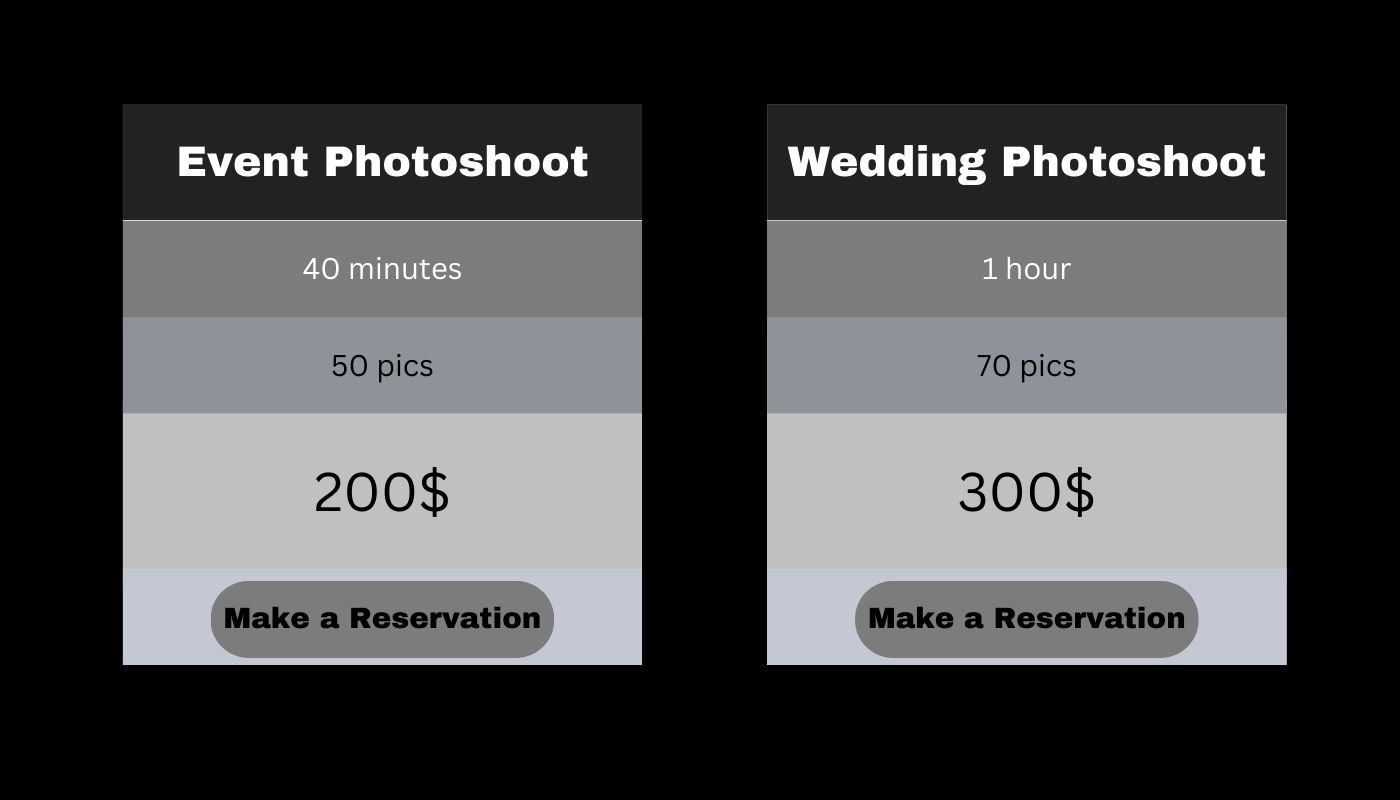 Event Photoshoot
40 minutes
50 pics
200$
Make a Reservation
Wedding Photoshoot
1 hour
70 pics
300$
Make a Reservation